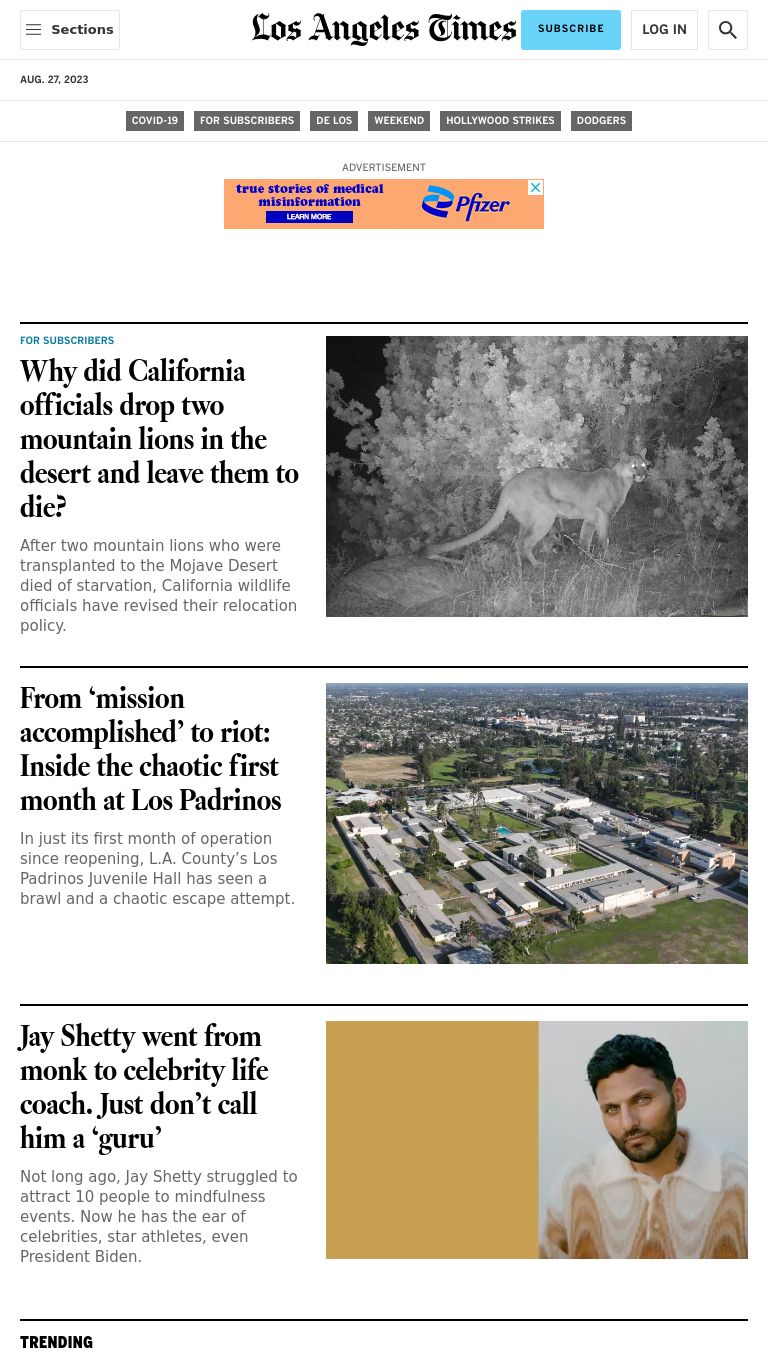 Sections
Los Angeles Times
SUBSCRIBE
LOG IN
AUG. 27, 2023
COVID-19
FOR SUBSCRIBERS
DE LOS
WEEKEND
HOLLYWOOD STRIKES
DODGERS
ADVERTISEMENT
true stories of medical
misinformation
LEARN MORE
Pfizer
FOR SUBSCRIBERS
Why did California
officials drop two
mountain lions in the
desert and leave them to
die?
After two mountain lions who were
transplanted to the Mojave Desert
died of starvation, California wildlife
officials have revised their relocation
policy.
From ‘mission
accomplished’ to riot:
Inside the chaotic first
month at Los Padrinos
In just its first month of operation
since reopening, L.A. County’s Los
Padrinos Juvenile Hall has seen a
brawl and a chaotic escape attempt.
Jay Shetty went from
monk to celebrity life
coach. Just don’t call
him a ‘guru’
Not long ago, Jay Shetty struggled to
attract 10 people to mindfulness
events. Now he has the ear of
celebrities, star athletes, even
President Biden.
TRENDING